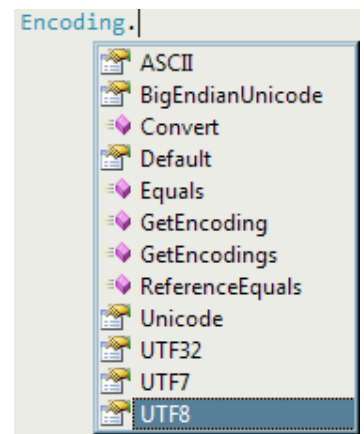 Encoding.
ASCII
BigEndianUnicode
Convert
Default
Equals
GetEncoding
GetEncodings
ReferenceEquals
Unicode
UTF32
UTF7
UTF8